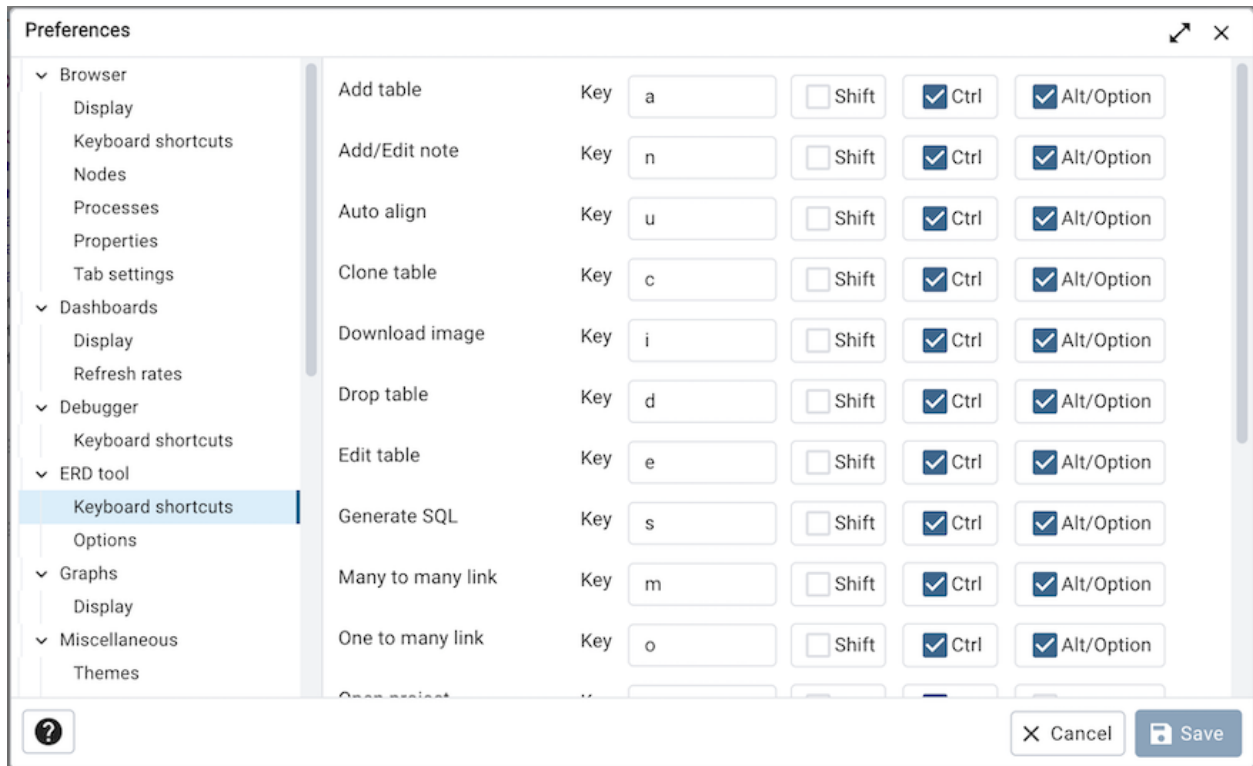 Preferences
Browser
Display
Keyboard shortcuts
Nodes
Processes
Properties
Tab settings
Dashboards
Display
Refresh rates
Debugger
Keyboard shortcuts
ERD tool
Keyboard shortcuts
Options
Graphs
Display
Miscellaneous
Themes
Add table Key a Shift Ctrl Alt/Option
Add/Edit note Key n Shift Ctrl Alt/Option
Auto align Key u Shift Ctrl Alt/Option
Clone table Key c Shift Ctrl Alt/Option
Download image Key i Shift Ctrl Alt/Option
Drop table Key d Shift Ctrl Alt/Option
Edit table Key e Shift Ctrl Alt/Option
Generate SQL Key s Shift Ctrl Alt/Option
Many to many link Key m Shift Ctrl Alt/Option
One to many link Key o Shift Ctrl Alt/Option
Open project
? Cancel Save